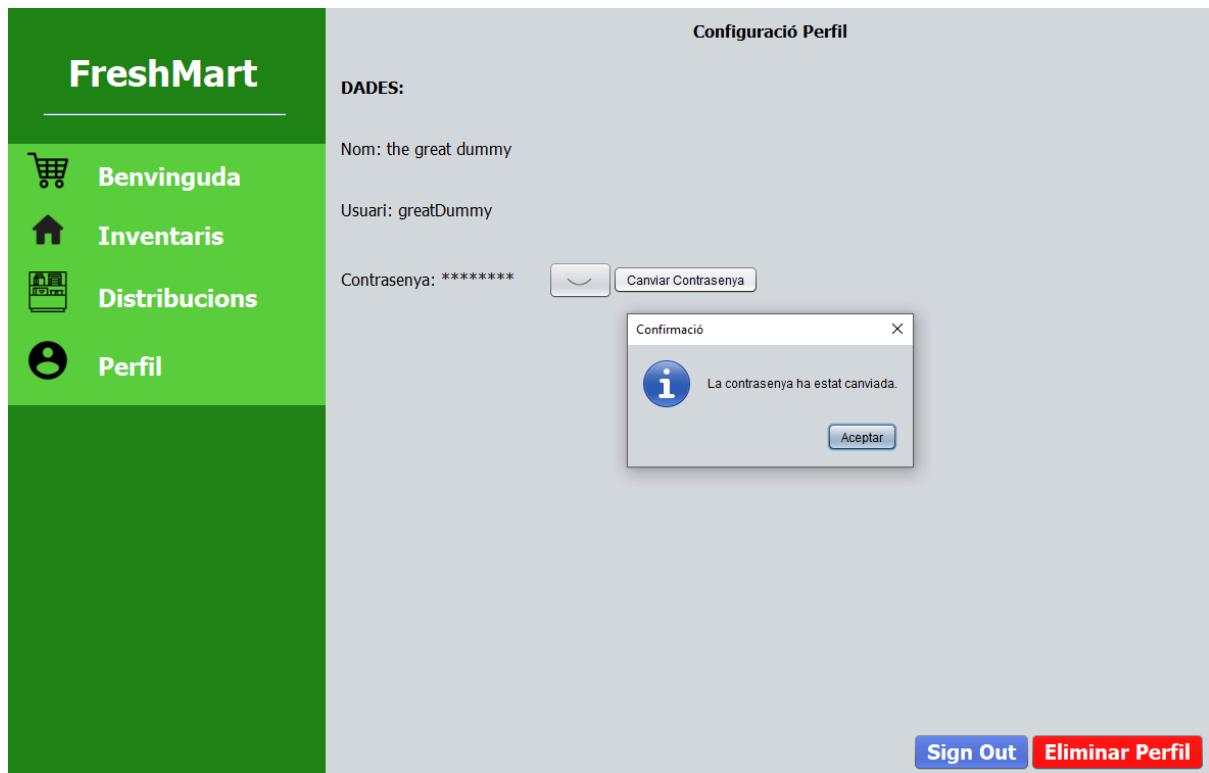 FreshMart
Benvinguda
Inventaris
Distribucions
Perfil
Configuració Perfil
DADES:
Nom: the great dummy
Usuari: greatDummy
Contrasenya: ********
Canviar Contrasenya
Confirmació
La contrasenya ha estat canviada.
Aceptar
Sign Out
Eliminar Perfil